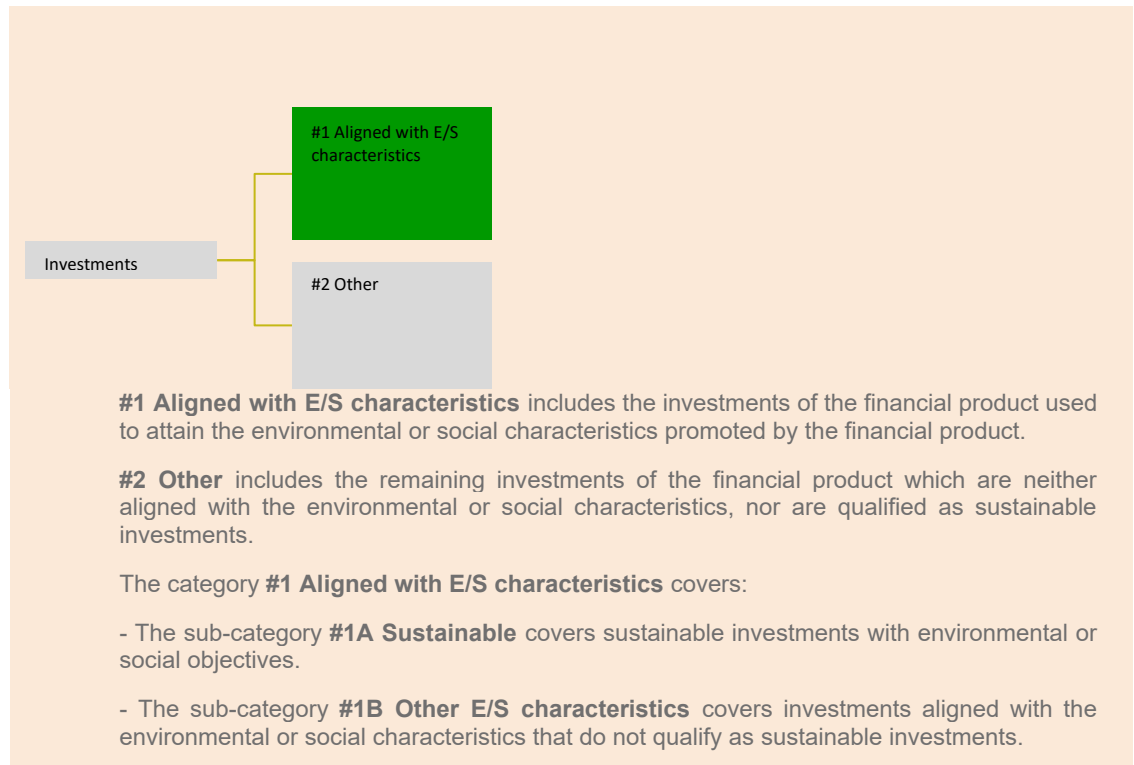 #1 Aligned with E/S
characteristics
Investments
#2 Other
#1 Aligned with E/S characteristics includes the investments of the financial product used
to attain the environmental or social characteristics promoted by the financial product.
#2 Other includes the remaining investments of the financial product which are neither
aligned with the environmental or social characteristics, nor are qualified as sustainable
investments.
The category #1 Aligned with E/S characteristics covers:
- The sub-category #1A Sustainable covers sustainable investments with environmental or
social objectives.
- The sub-category #1B Other E/S characteristics covers investments aligned with the
environmental or social characteristics that do not qualify as sustainable investments.